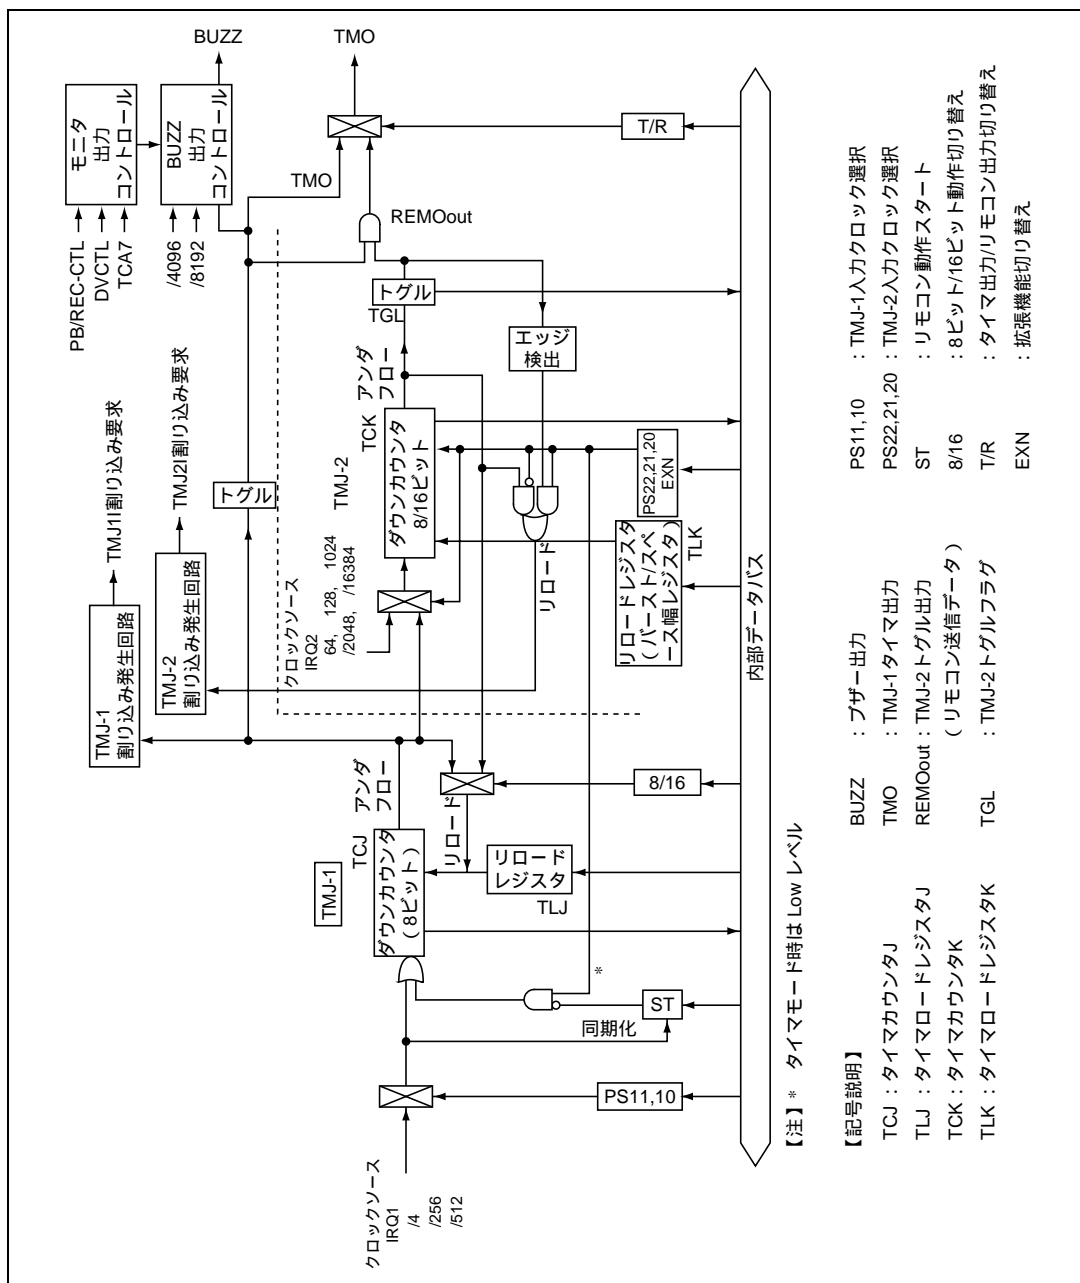 BUZZ
TMO
モニタ
出力
コントロール
BUZZ
出力
コントロール
PB/REC-CTL
DVCTL
TCA7
/4096
/8192
TMO
REMOout
T/R
トグル
TGL
エッジ
検出
TMJ1I割り込み要求
TMJ2I割り込み要求
トグル
アンダ
フロー
TMJ-2
TCK
ダウンカウンタ
8/16ビット
PS22,21,20
EXN
TMJ-1
割り込み発生回路
TMJ-2
割り込み発生回路
クロックソース
IRQ2
64, 128, 1024
/2048, /16384
リロード
リロードレジスタ
(バースト/スペ
ース幅レジスタ)
TLK
内部データバス
アンダ
フロー
TMJ-1
TCJ
ダウンカウンタ
(8ビット)
リロード
8/16
リロード
レジスタ
TLJ
*
ST
同期化
PS11,10
クロックソース
IRQ1
/4
/256
/512
【注】* タイマモード時は Low レベル
【記号説明】
TCJ : タイマカウンタJ
TLJ : タイマロードレジスタJ
TCK : タイマカウンタK
TLK : タイマロードレジスタK
BUZZ : ブザー出力
TMO : TMJ-1タイマ出力
REMOout : TMJ-2トグル出力
(リモコン送信データ)
TGL : TMJ-2トグルフラグ
PS11,10 : TMJ-1入力クロック選択
PS22,21,20 : TMJ-2入力クロック選択
ST : リモコン動作スタート
8/16 : 8ビット/16ビット動作切り替え
T/R : タイマ出力/リモコン出力切り替え
EXN : 拡張機能切り替え